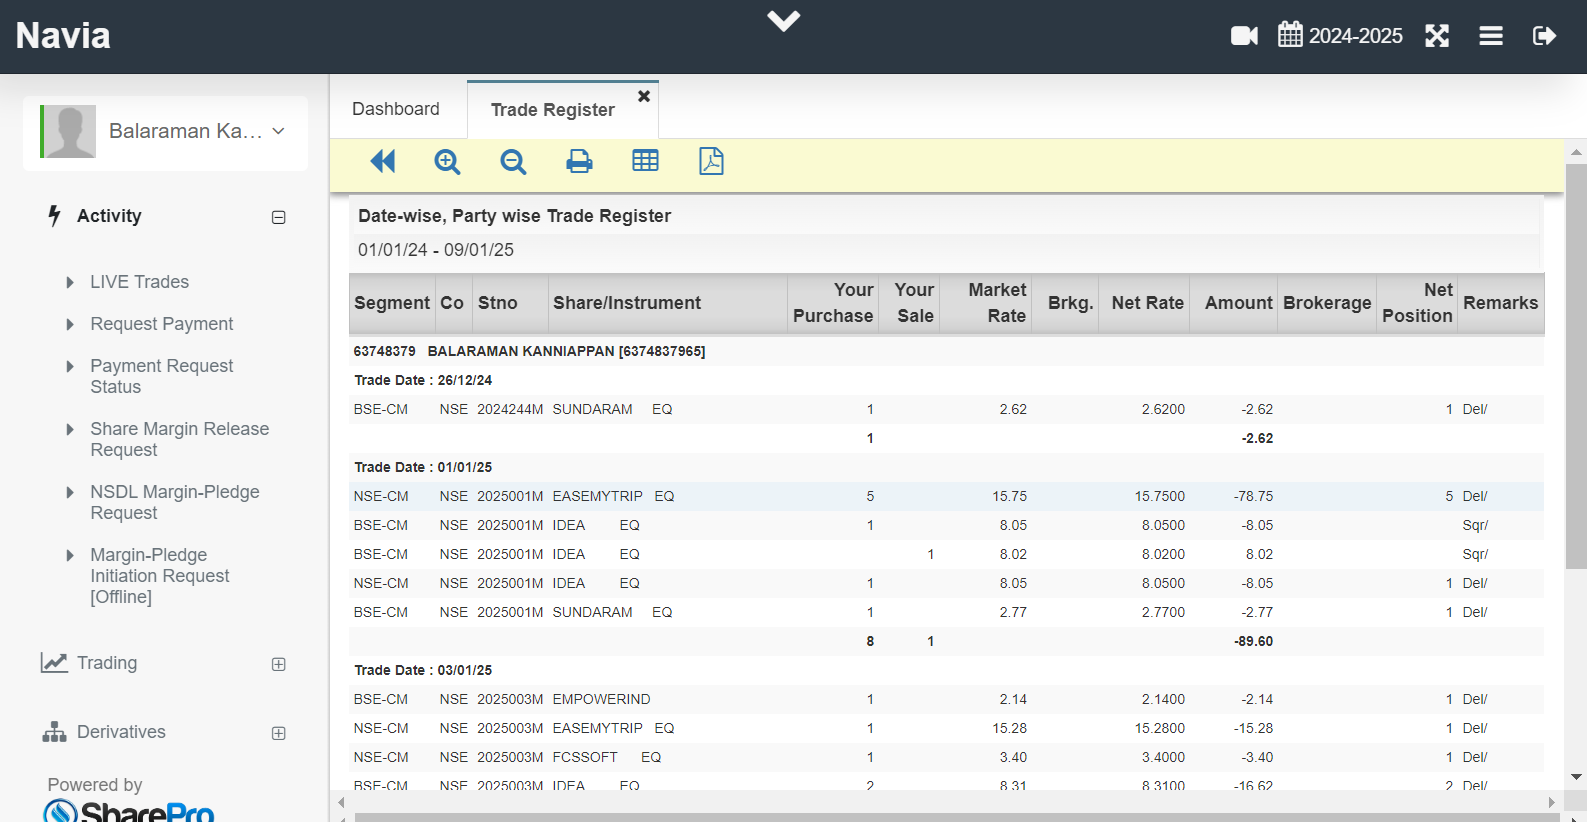 Navia
2024-2025
Balaraman Ka...
Dashboard
Trade Register
Activity
LIVE Trades
Request Payment
Payment Request
Status
Share Margin Release
Request
NSDL Margin-Pledge
Request
Margin-Pledge
Initiation Request
[Offline]
Trading
Derivatives
Powered by
SharePro
Date-wise, Party wise Trade Register
01/01/24 - 09/01/25
Segment Co Stno Share/Instrument Your Purchase Your Sale Market Rate Brkg. Net Rate Amount Brokerage Net Position Remarks
63748379 BALARAMAN KANNIAPPAN [6374837965]
Trade Date : 26/12/24
BSE-CM NSE 2024244M SUNDARAM EQ 1 2.62 2.6200 -2.62 1 Del/
1 -2.62
Trade Date : 01/01/25
NSE-CM NSE 2025001M EASEMYTRIP EQ 5 15.75 15.7500 -78.75 5 Del/
BSE-CM NSE 2025001M IDEA EQ 1 8.05 8.0500 -8.05 Sqr/
BSE-CM NSE 2025001M IDEA EQ 1 8.02 8.0200 8.02 Sqr/
NSE-CM NSE 2025001M IDEA EQ 1 8.05 8.0500 -8.05 1 Del/
BSE-CM NSE 2025001M SUNDARAM EQ 1 2.77 2.7700 -2.77 1 Del/
8 1 -89.60
Trade Date : 03/01/25
BSE-CM NSE 2025003M EMPOWERIND 1 2.14 2.1400 -2.14 1 Del/
NSE-CM NSE 2025003M EASEMYTRIP EQ 1 15.28 15.2800 -15.28 1 Del/
NSE-CM NSE 2025003M FCSSOFT EQ 1 3.40 3.4000 -3.40 1 Del/
BSE-CM NSE 2025003M IDEA EQ 2 8.31 8.3100 -16.62 2 Del/